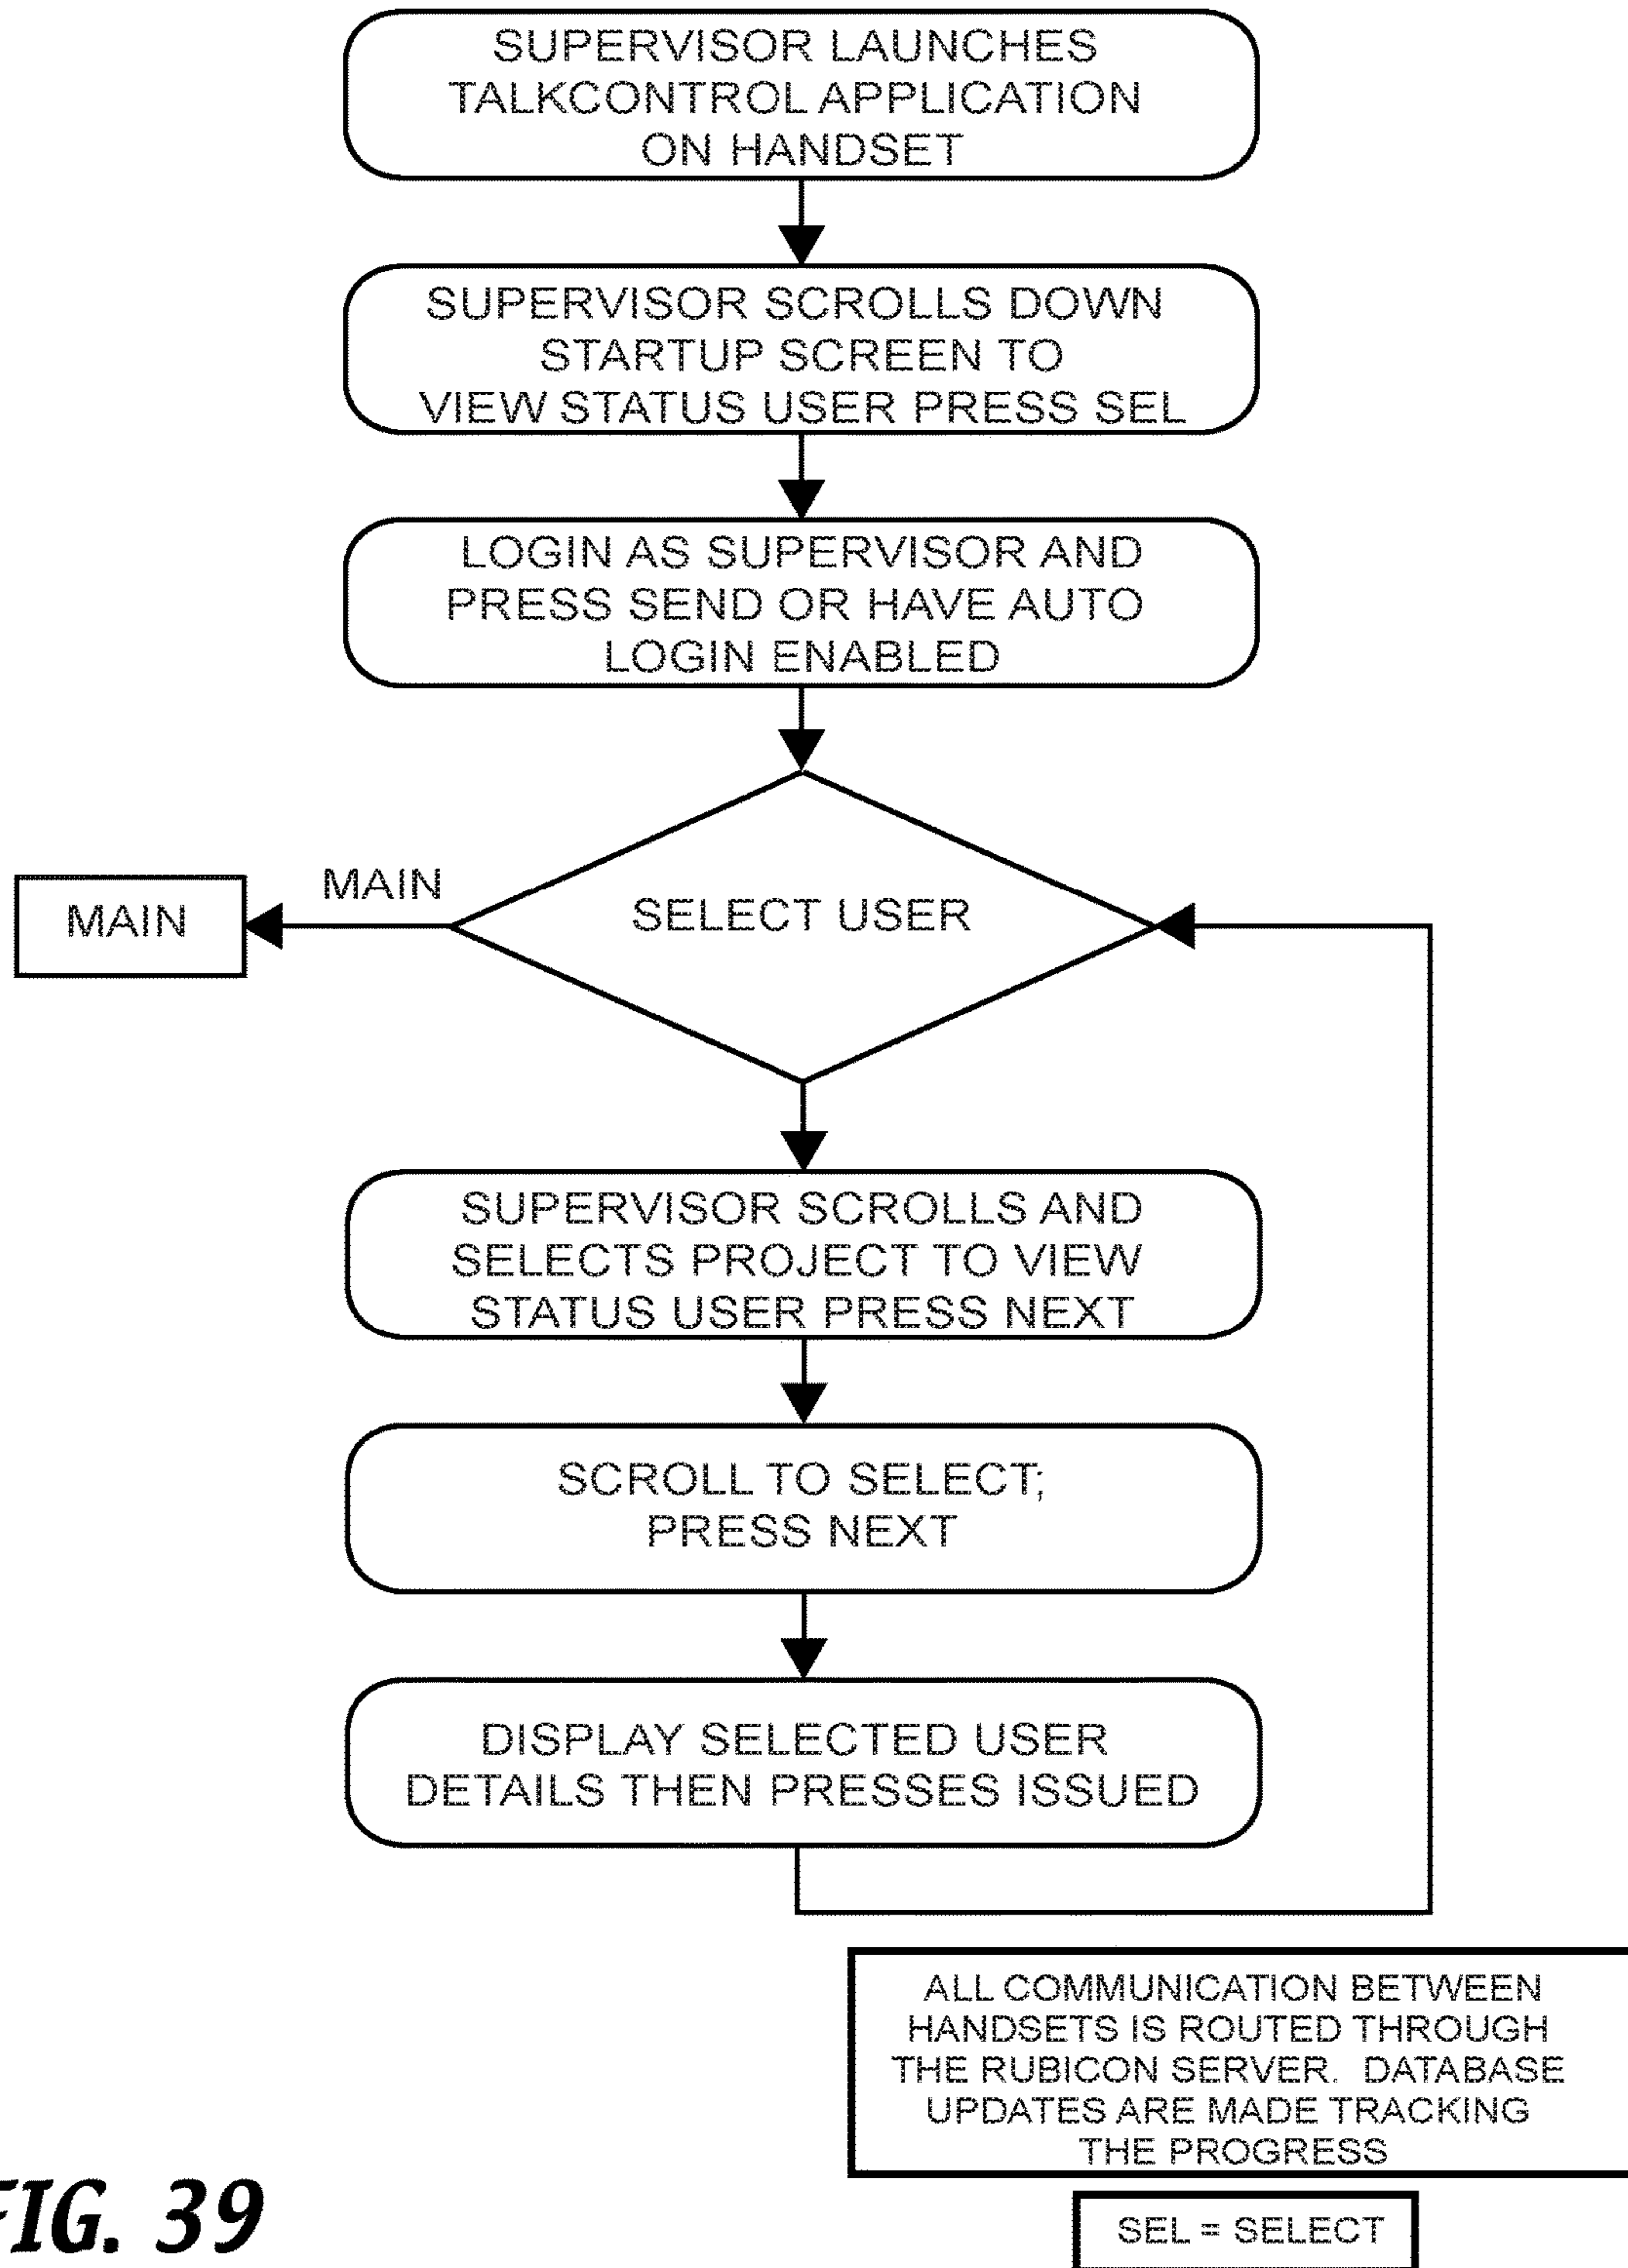 SUPERVISOR LAUNCHES
TALKCONTROL APPLICATION
ON HANDSET
SUPERVISOR SCROLLS DOWN
STARTUP SCREEN TO
VIEW STATUS USER PRESS SEL
LOGIN AS SUPERVISOR AND
PRESS SEND OR HAVE AUTO
LOGIN ENABLED
MAIN
MAIN
SELECT USER
SUPERVISOR SCROLLS AND
SELECTS PROJECT TO VIEW
STATUS USER PRESS NEXT
SCROLL TO SELECT;
PRESS NEXT
DISPLAY SELECTED USER
DETAILS THEN PRESSES ISSUED
ALL COMMUNICATION BETWEEN
HANDSETS IS ROUTED THROUGH
THE RUBICON SERVER. DATABASE
UPDATES ARE MADE TRACKING
THE PROGRESS
FIG. 39
SEL = SELECT